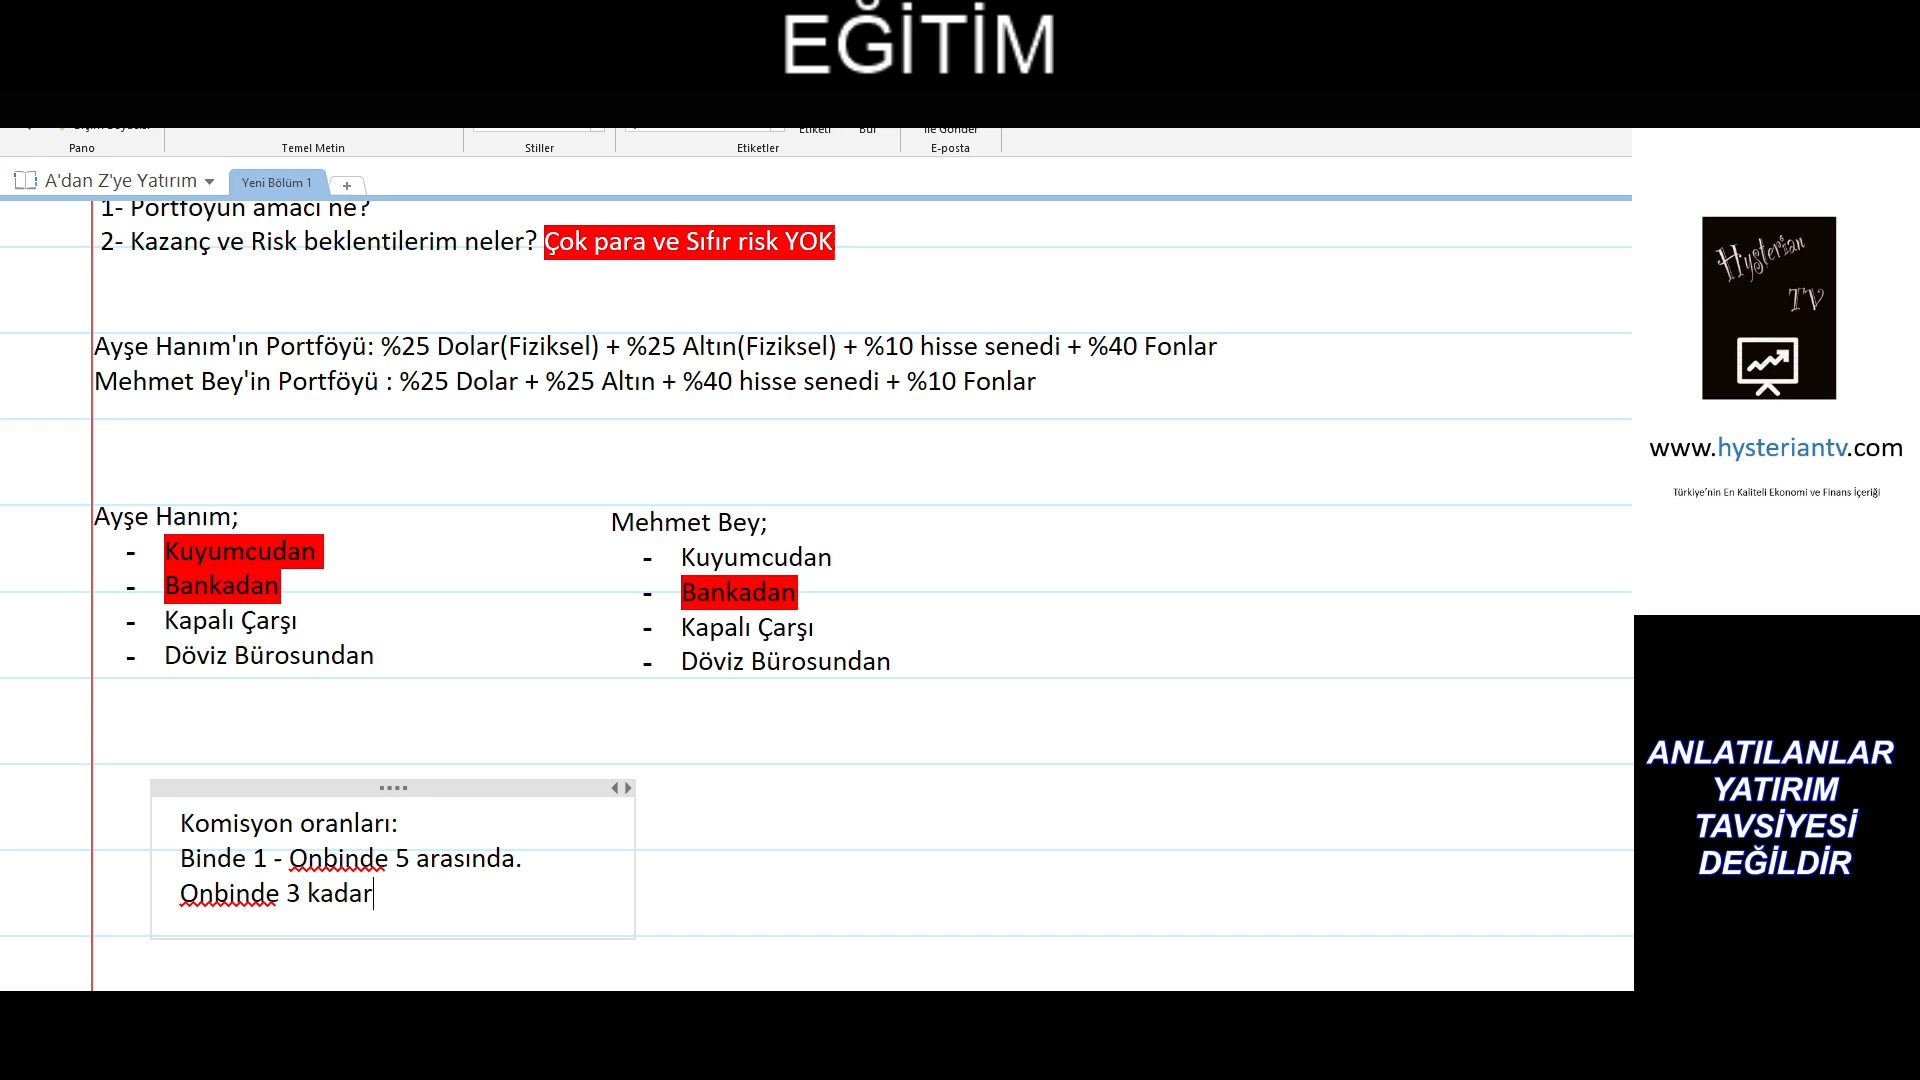 EĞİTİM
Etiketi Bul ile Gönder
Pano Temel Metin Stiller Etiketler E-posta
A'dan Z'ye Yatırım Yeni Bölüm 1 +
1- Portföyün amacı ne?
2- Kazanç ve Risk beklentilerim neler? Çok para ve Sıfır risk YOK
Ayşe Hanım'ın Portföyü: %25 Dolar(Fiziksel) + %25 Altın(Fiziksel) + %10 hisse senedi + %40 Fonlar
Mehmet Bey'in Portföyü : %25 Dolar + %25 Altın + %40 hisse senedi + %10 Fonlar
Ayşe Hanım;
- Kuyumcudan
- Bankadan
- Kapalı Çarşı
- Döviz Bürosundan
Mehmet Bey;
- Kuyumcudan
- Bankadan
- Kapalı Çarşı
- Döviz Bürosundan
Komisyon oranları:
Binde 1 - Onbinde 5 arasında.
Onbinde 3 kadar
Hysterian
TV
www.hysteriantv.com
Türkiye'nin En Kaliteli Ekonomi ve Finans İçeriği
ANLATILANLAR
YATIRIM
TAVSİYESİ
DEĞİLDİR